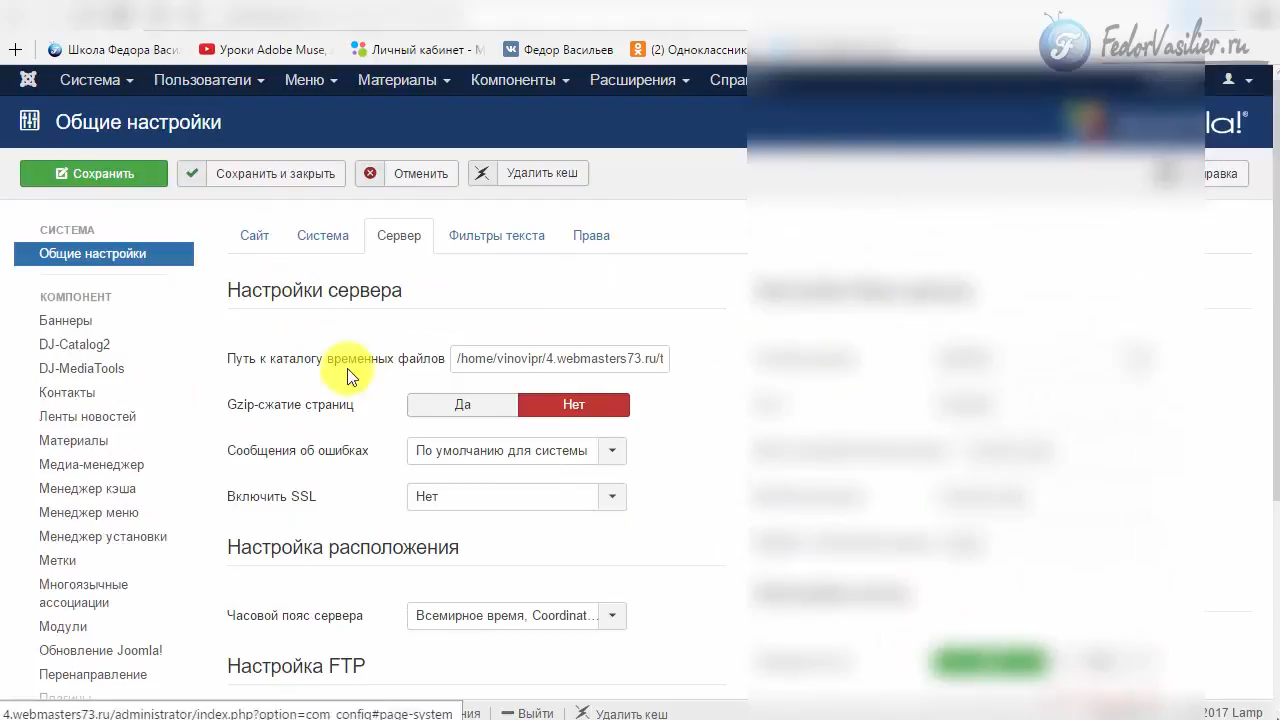 FedorVasilier.ru
Школа Федора Васи
Уроки Adobe Muse,
Личный кабинет - М
Федор Васильев
(2) Одноклассник
Система
Пользователи
Меню
Материалы
Компоненты
Расширения
Спра
Общие настройки
la!®
Сохранить
Сохранить и закрыть
Отменить
Удалить кеш
равка
СИСТЕМА
Общие настройки
КОМПОНЕНТ
Баннеры
DJ-Catalog2
DJ-MediaTools
Контакты
Ленты новостей
Материалы
Медиа-менеджер
Менеджер кэша
Менеджер меню
Менеджер установки
Метки
Многоязычные
ассоциации
Модули
Обновление Joomla!
Перенаправление
Плагины
Сайт
Система
Сервер
Фильтры текста
Права
Настройки сервера
Путь к каталогу временных файлов
/home/vinovipr/4.webmasters73.ru/t
Gzip-сжатие страниц
Да
Нет
Сообщения об ошибках
По умолчанию для системы
Включить SSL
Нет
Настройка расположения
Часовой пояс сервера
Всемирное время, Coordinat...
Настройка FTP
4.webmasters73.ru/administrator/index.php?option=com_config#page-system
ния
Выйти
Удалить кеш
2017 Lamp